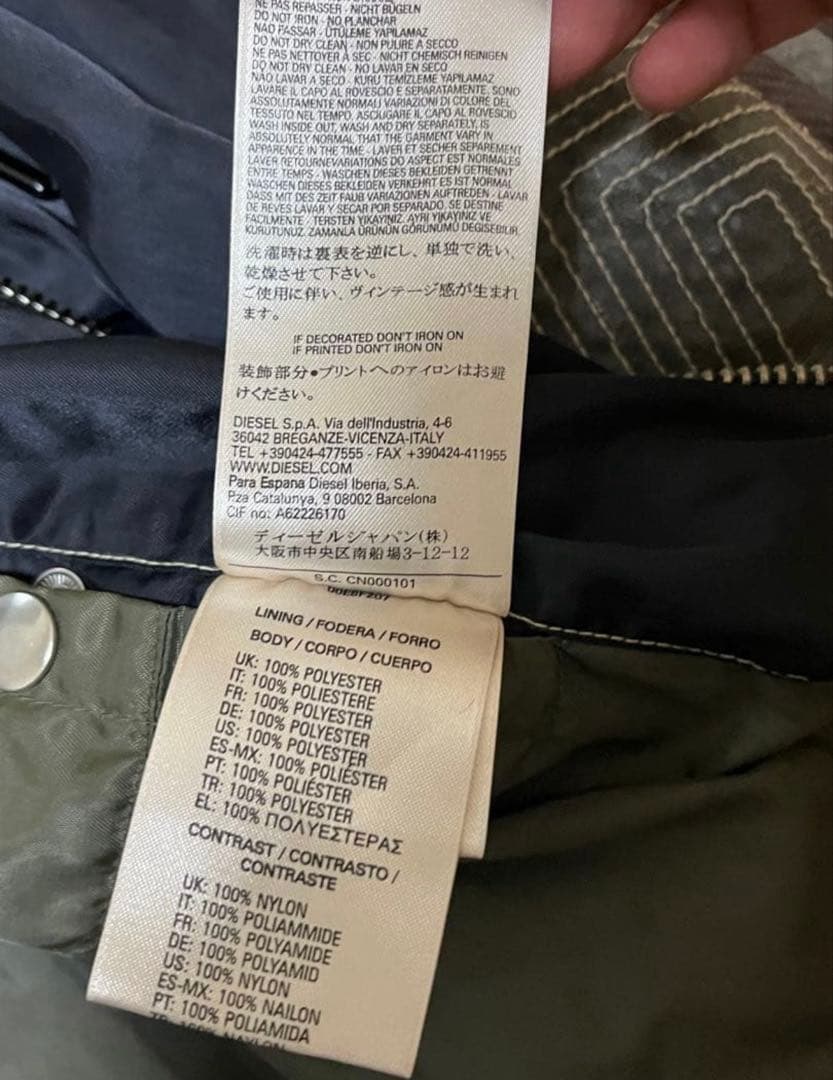 NE PAS REPASSER - NICHT BÜGELN
DO NOT IRON - NO PLANCHAR
NÃO PASSAR - ÜTÜLEME YAPILAMAZ
DO NOT DRY CLEAN - NON PULIRE A SECCO
NE PAS NETTOYER À SEC - NICHT CHEMISCH REINIGEN
DO NOT DRY CLEAN - NO LAVAR EN SECO
NÃO LAVAR A SECO - KURU TEMIZLEME YAPILAMAZ
LAVARE IL CAPO AL ROVESCIO E SEPARATAMENTE. SONO
ASSOLUTAMENTE NORMALI VARIAZIONI DI COLORE DEL
TESSUTO NEL TEMPO. ASCIUGARE IL CAPO AL ROVESCIO
WASH INSIDE OUT, WASH AND DRY SEPARATELY, IS
ABSOLUTELY NORMAL THAT THE GARMENT VARY IN
APPARENCE IN THE TIME - LAVER ET SECHER SEPAREMENT
LAVER RETOURNEVARIATIONS DO ASPECT EST NORMALES
ENTRE TEMPS - WASCHEN DIESES BEKLEIDEN GETRENNT
WASCHEN DIESES BEKLEIDEN VERKEHRT ES IST NORMAL
DASS MIT DES ZEIT FAUB VARIATIONEN AUFTREDEN - LAVAR
DE REVES LAVAR Y SECAR POR SEPARADO. SE DESTINE
FACILMENTE - TERSTEN YIKAYINIZ. AYRI YIKAYINIZ VE
KURUTUNUZ. ZAMANLA ÜRÜNÜN GÖRÜNÜMÜ DEGISEBILIR.
洗濯時は裏表を逆にし、単独で洗い、
乾燥させて下さい。
ご使用に伴い、ヴィンテージ感が生まれ
ます。
IF DECORATED DON'T IRON ON
IF PRINTED DON'T IRON ON
装飾部分●プリントへのアイロンはお避
けください。
DIESEL S.p.A. Via dell'Industria, 4-6
36042 BREGANZE-VICENZA-ITALY
TEL +390424-477555 - FAX +390424-411955
WWW.DIESEL.COM
Para Espana Diesel Iberia, S.A.
Pza Catalunya, 9 08002 Barcelona
CIF no: A62226170
ディーゼルジャパン(株)
大阪市中央区南船場3-12-12
S.C. CN000101
LINING / FODERA / FORRO
BODY / CORPO / CUERPO
UK: 100% POLYESTER
IT: 100% POLIESTERE
FR: 100% POLYESTER
DE: 100% POLYESTER
US: 100% POLYESTER
ES-MX: 100% POLIÉSTER
PT: 100% POLIÉSTER
TR: 100% POLYESTER
EL: 100% ΠΟΛΥΕΣΤΕΡΑΣ
CONTRAST / CONTRASTO /
CONTRASTE
UK: 100% NYLON
IT: 100% POLIAMMIDE
FR: 100% POLYAMIDE
DE: 100% POLYAMID
US: 100% NYLON
ES-MX: 100% NAILON
PT: 100% POLIAMIDA